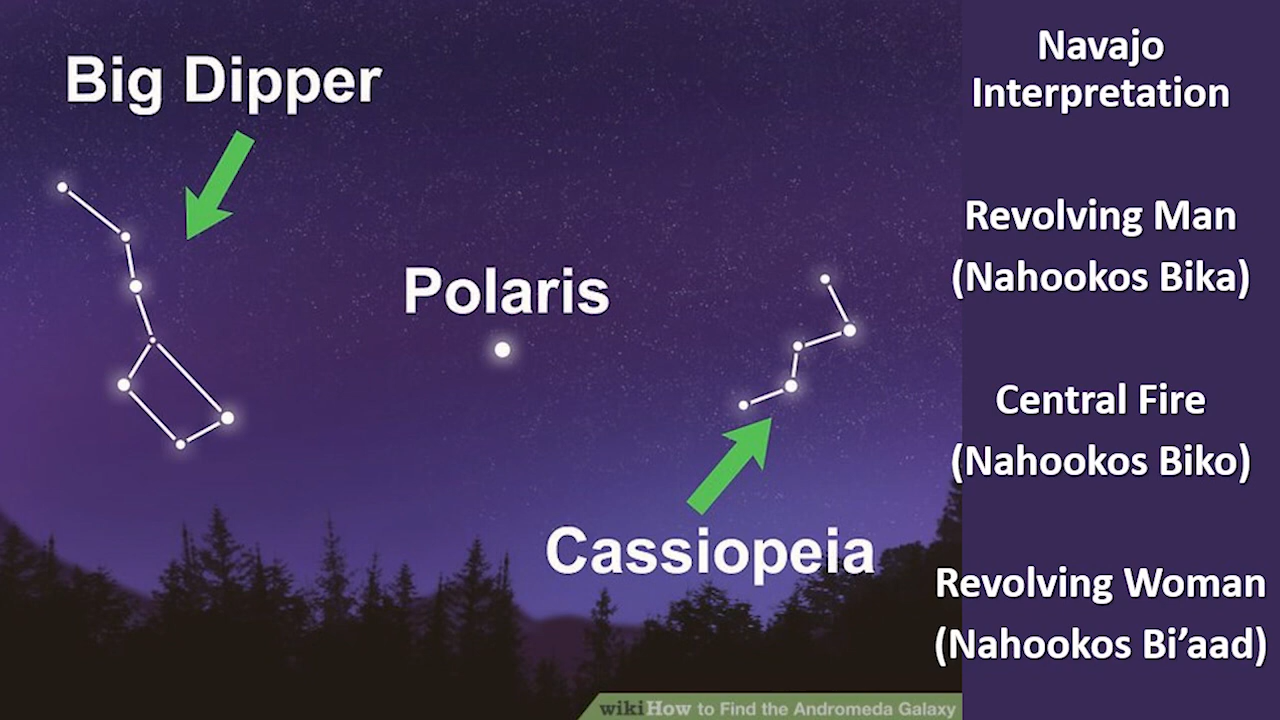 Big Dipper
Polaris
Cassiopeia
wikiHow to Find the Andromeda Galaxy
Navajo
Interpretation
Revolving Man
(Nahookos Bika)
Central Fire
(Nahookos Biko)
Revolving Woman
(Nahookos Bi’aad)